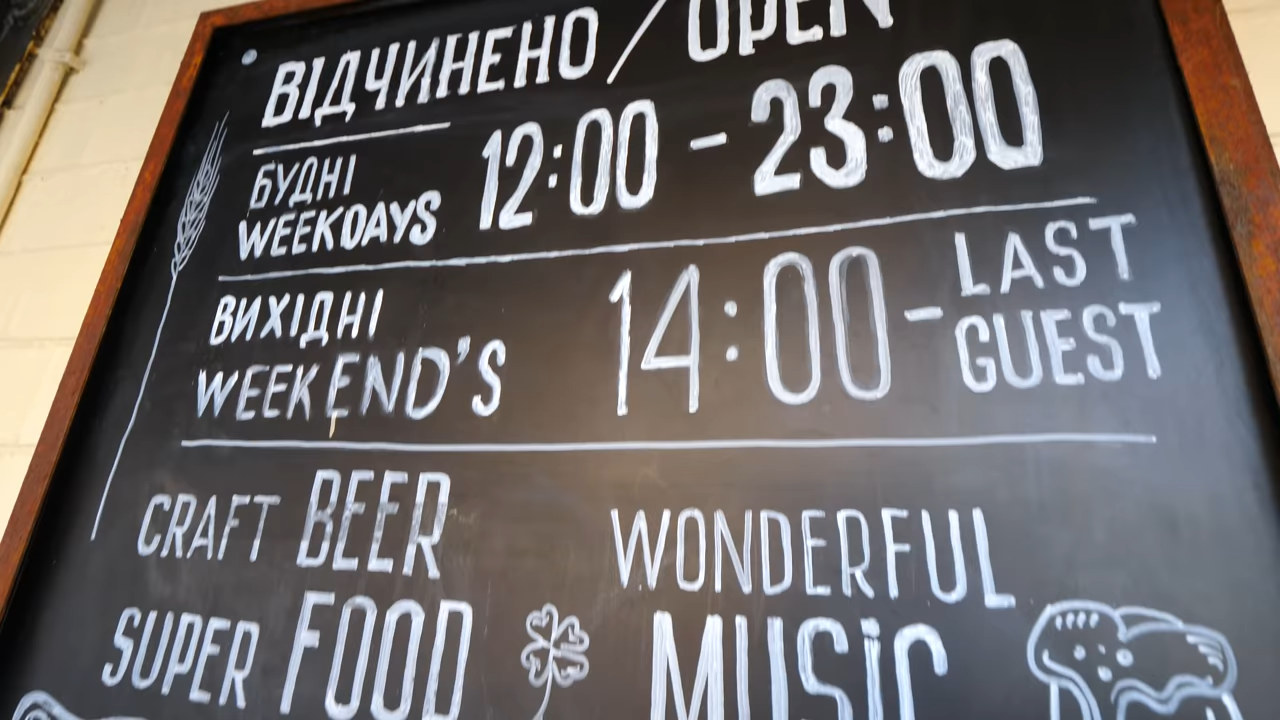 ВІДЧИНЕНО / OPEN
БУДНІ
WEEKDAYS
12:00 - 23:00
ВИХІДНІ
WEEKEND'S
14:00 -
LAST
GUEST
CRAFT BEER
SUPER FOOD
WONDERFUL
MUSiC